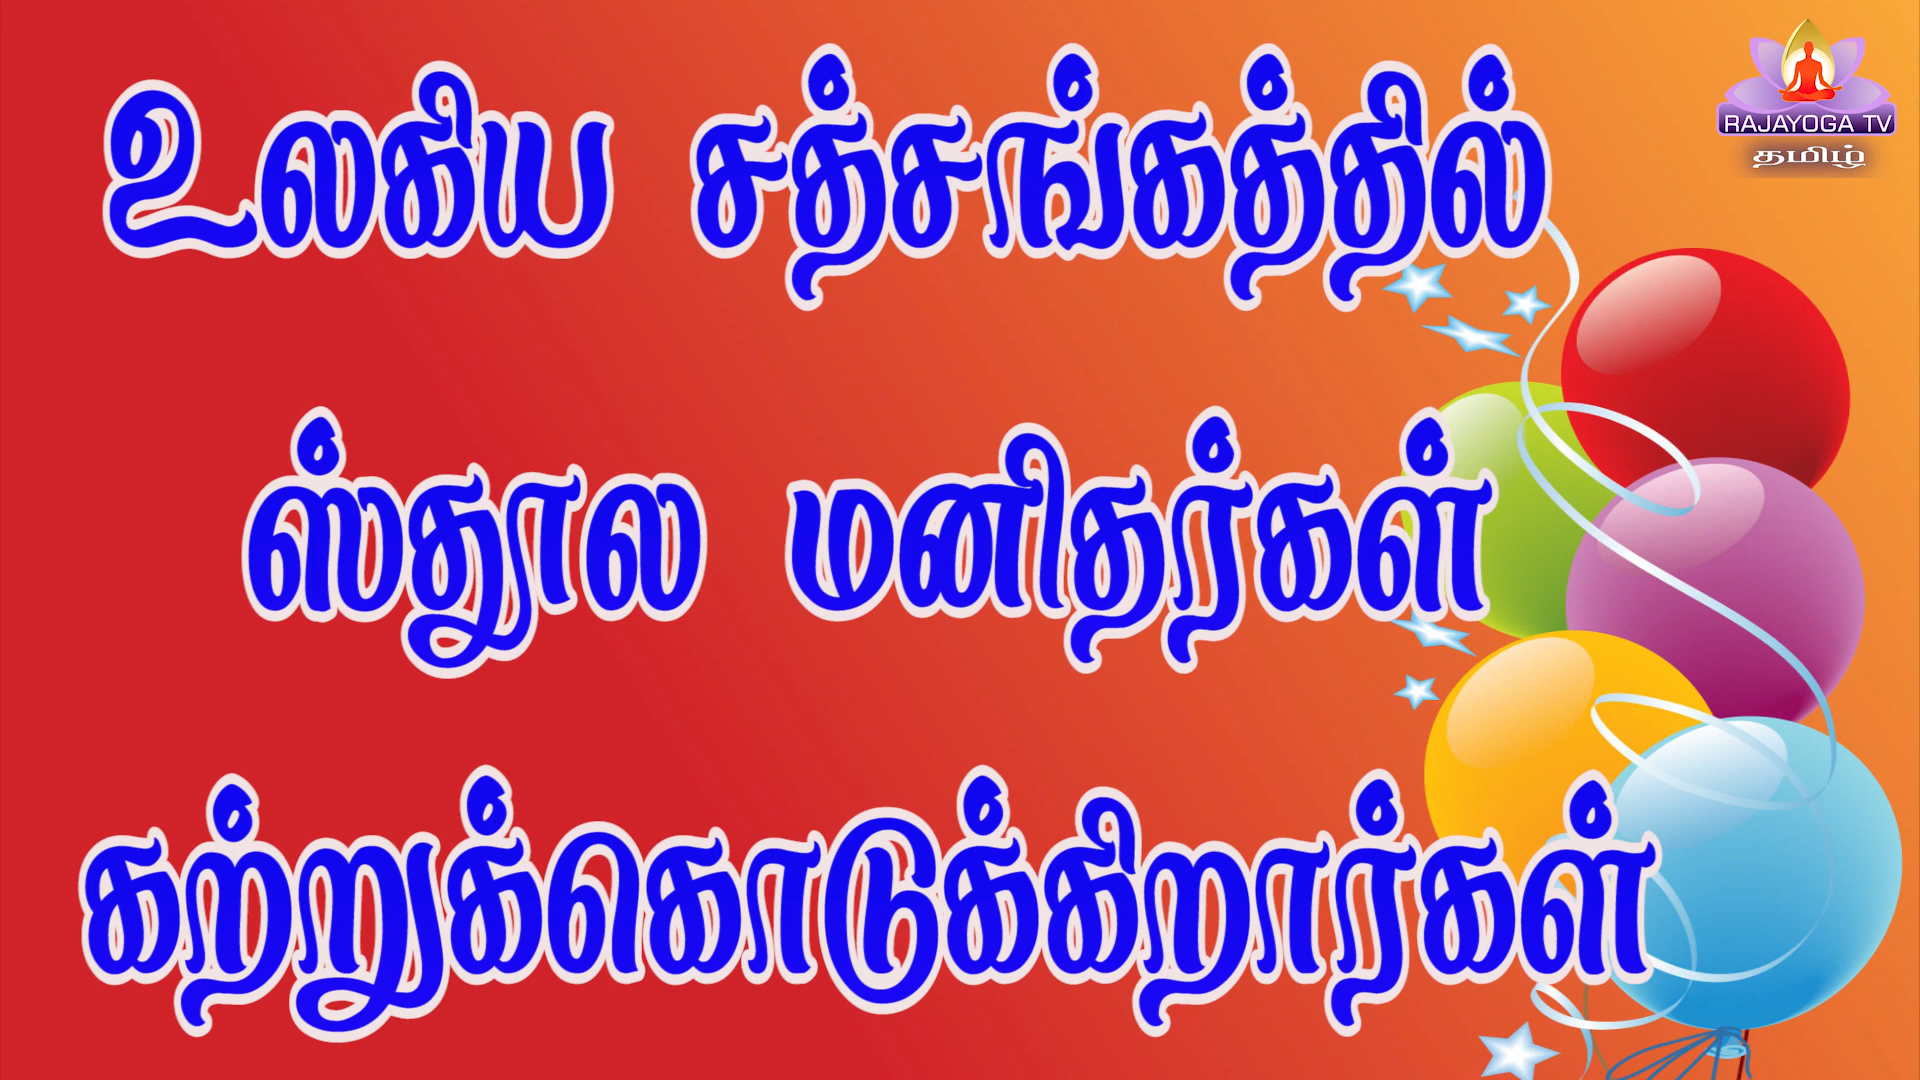 உலகிய சத்சங்கத்தில்
ஸ்தூல மனிதர்கள்
கற்றுக்கொடுக்கிறார்கள்
RAJAYOGA TV
தமிழ்